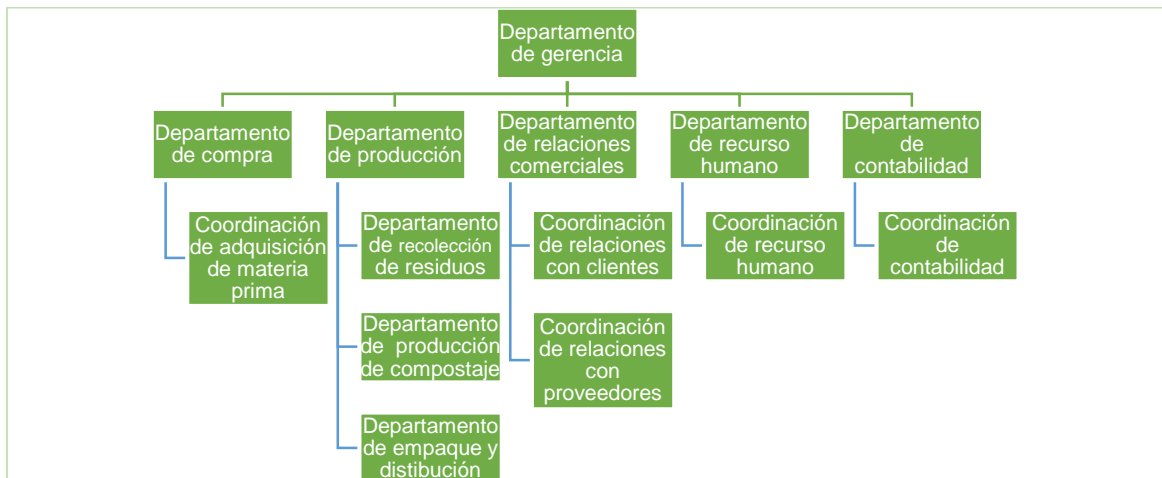 Departamento
de gerencia
Departamento
de compra
Departamento
de producción
Departamento
de relaciones
comerciales
Departamento
de recurso
humano
Departamento
de
contabilidad
Coordinación
de adquisición
de materia
prima
Departamento
de recolección
de residuos
Departamento
de producción
de compostaje
Departamento
de empaque y
distibución
Coordinación
de relaciones
con clientes
Coordinación
de relaciones
con
proveedores
Coordinación
de recurso
humano
Coordinación
de
contabilidad